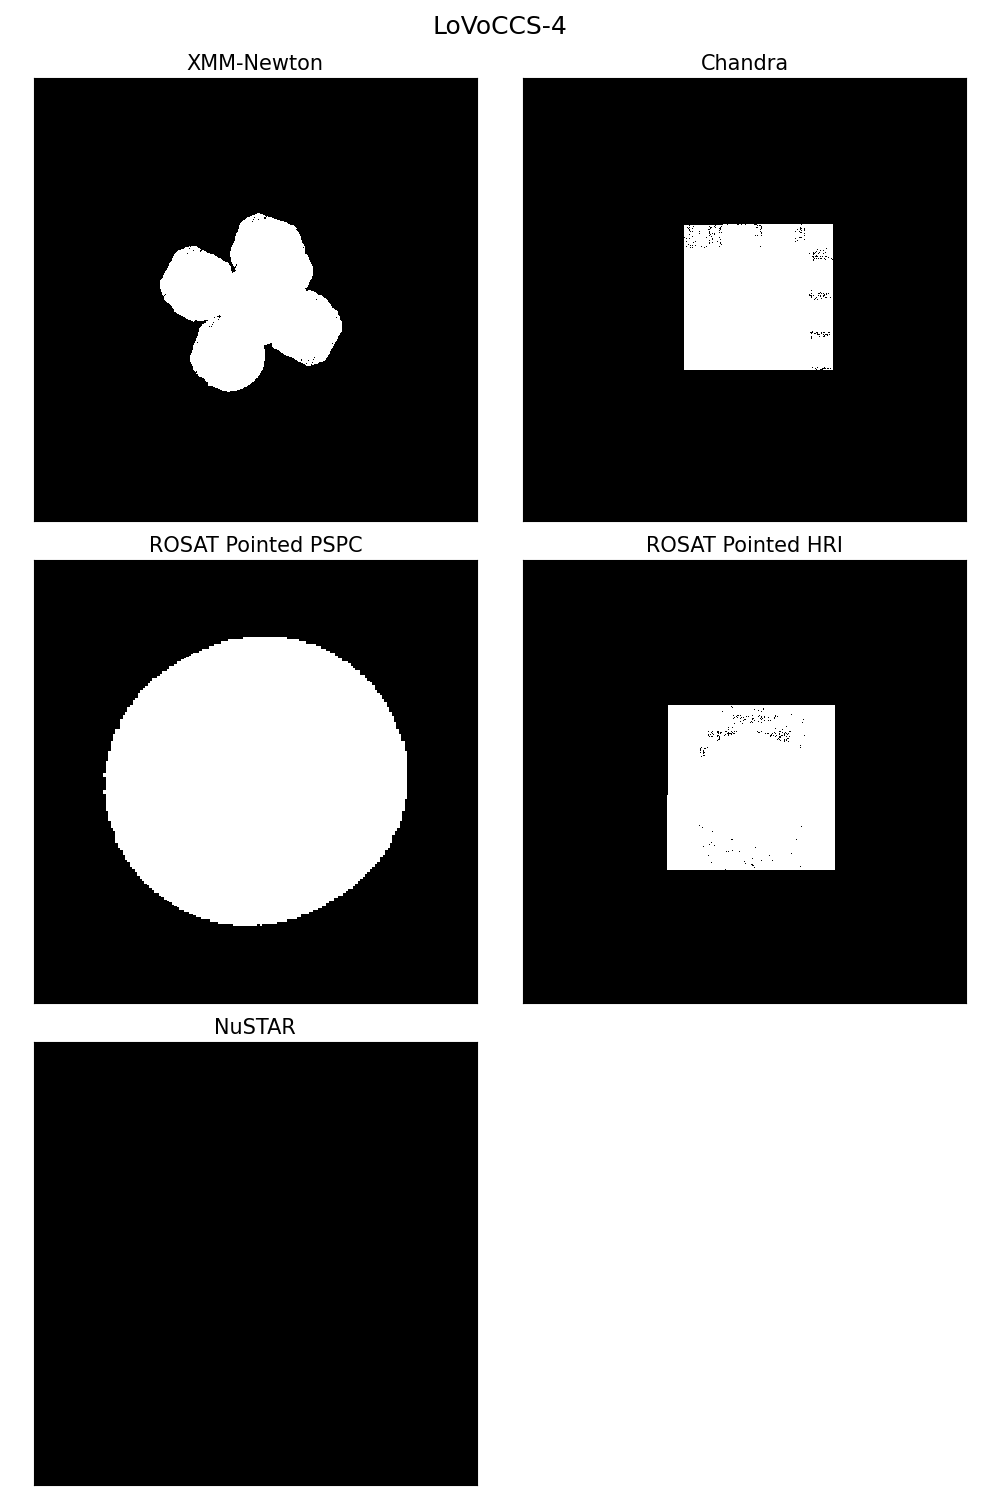 LoVoCCS-4
XMM-Newton
Chandra
ROSAT Pointed PSPC
ROSAT Pointed HRI
NuSTAR